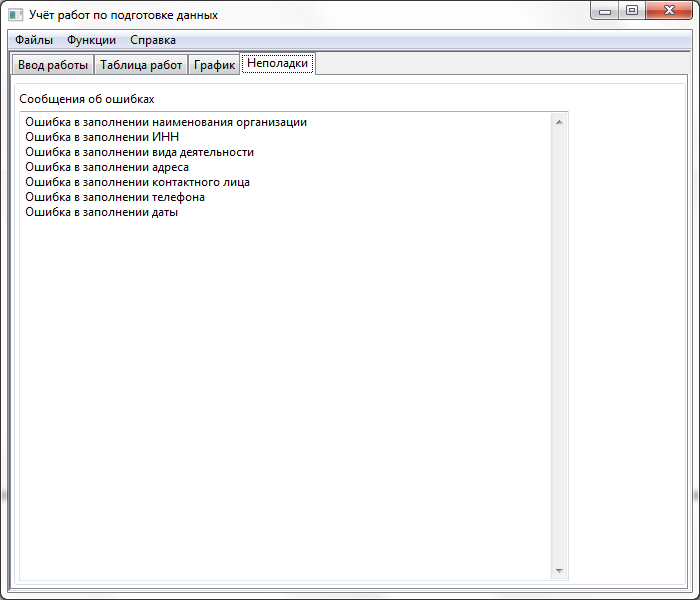 Учёт работ по подготовке данных
Файлы Функции Справка
Ввод работы Таблица работ График Неполадки
Сообщения об ошибках
Ошибка в заполнении наименования организации
Ошибка в заполнении ИНН
Ошибка в заполнении вида деятельности
Ошибка в заполнении адреса
Ошибка в заполнении контактного лица
Ошибка в заполнении телефона
Ошибка в заполнении даты